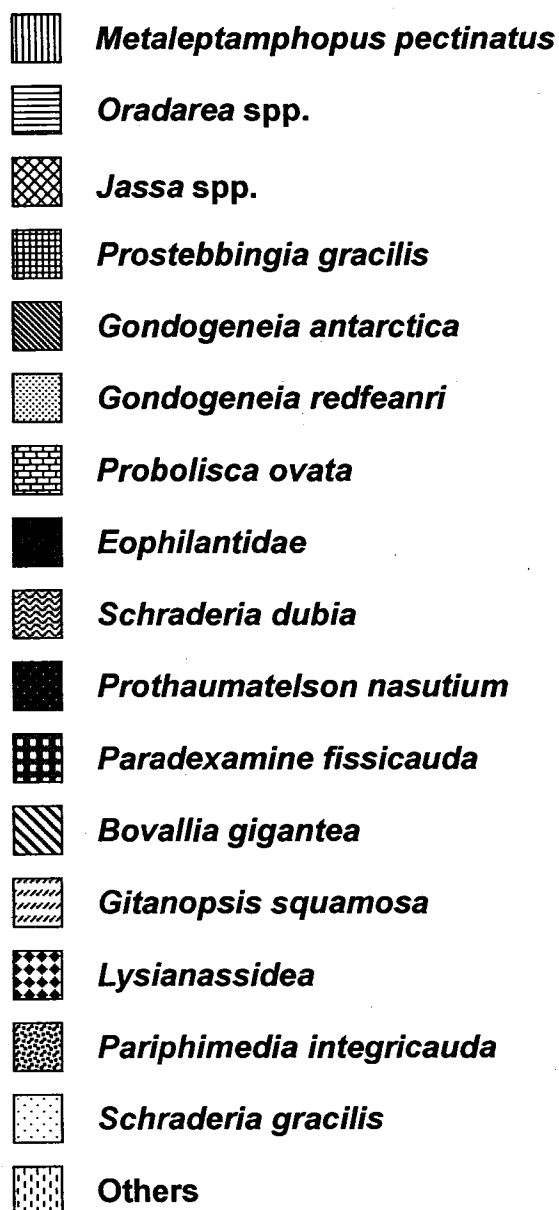 Metaleptamphopus pectinatus
Oradarea spp.
Jassa spp.
Prostebbingia gracilis
Gondogeneia antarctica
Gondogeneia redfeanri
Probolisca ovata
Eophilantidae
Schraderia dubia
Prothaumatelson nasutium
Paradexamine fissicauda
Bovallia gigantea
Gitanopsis squamosa
Lysianassidea
Pariphimedia integricauda
Schraderia gracilis
Others